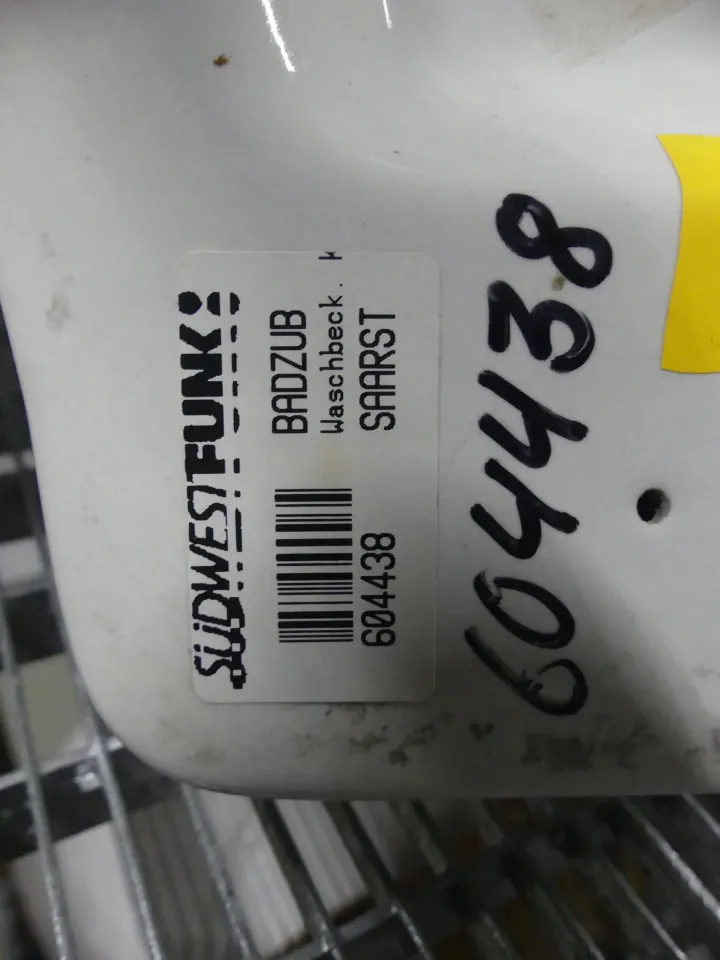 SÜDWESTFUNK
BADZUB
Waschbeck.
604438 SAARST
604438